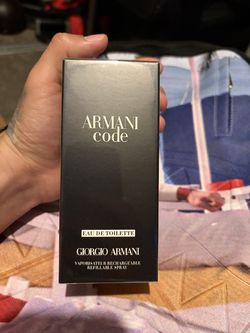 ARMANI
code
EAU DE TOILETTE
GIORGIO ARMANI
VAPORISATEUR RECHARGEABLE
REFILLABLE SPRAY